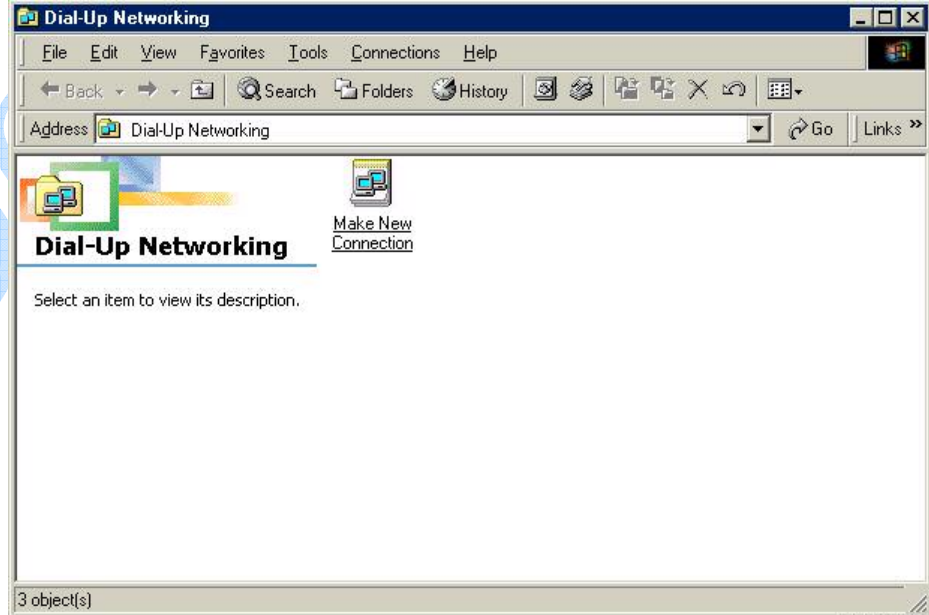 Dial-Up Networking
File Edit View Favorites Tools Connections Help
Back Search Folders History
Address Dial-Up Networking Go Links »
Make New
Connection
Dial-Up Networking
Select an item to view its description.
3 object(s)